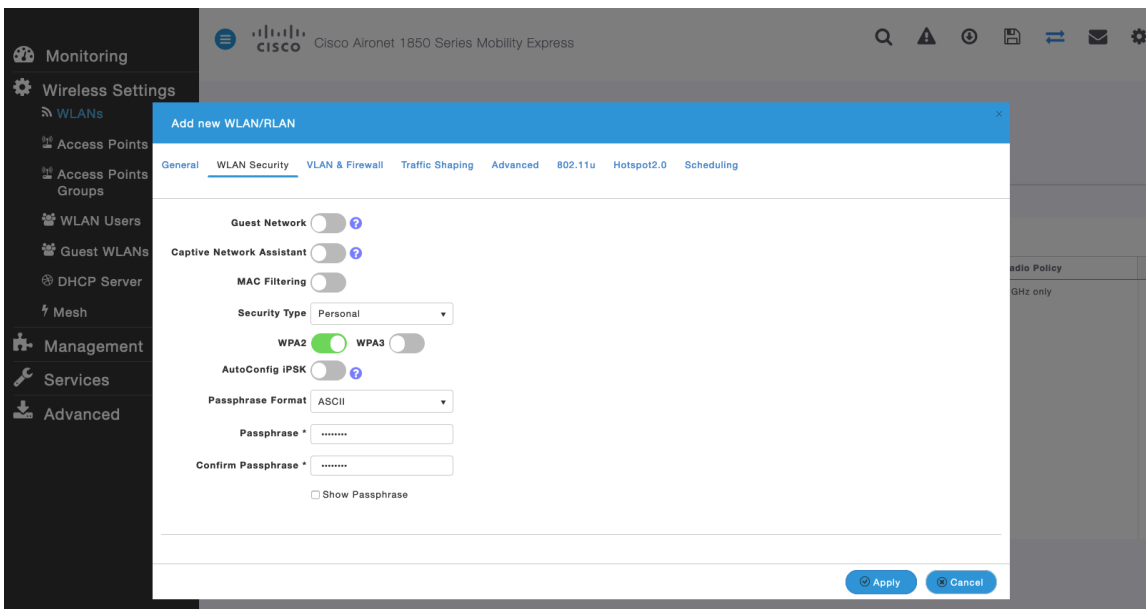 CISCO Cisco Aironet 1850 Series Mobility Express
Monitoring
Wireless Settings
WLANs
Access Points
Access Points
Groups
WLAN Users
Guest WLANs
DHCP Server
Mesh
Management
Services
Advanced
Add new WLAN/RLAN
General WLAN Security VLAN & Firewall Traffic Shaping Advanced 802.11u Hotspot2.0 Scheduling
Guest Network
Captive Network Assistant
MAC Filtering
Security Type Personal
WPA2 WPA3
AutoConfig iPSK
Passphrase Format ASCII
Passphrase * ••••••••
Confirm Passphrase * ••••••••
Show Passphrase
Apply Cancel
adio Policy
GHz only